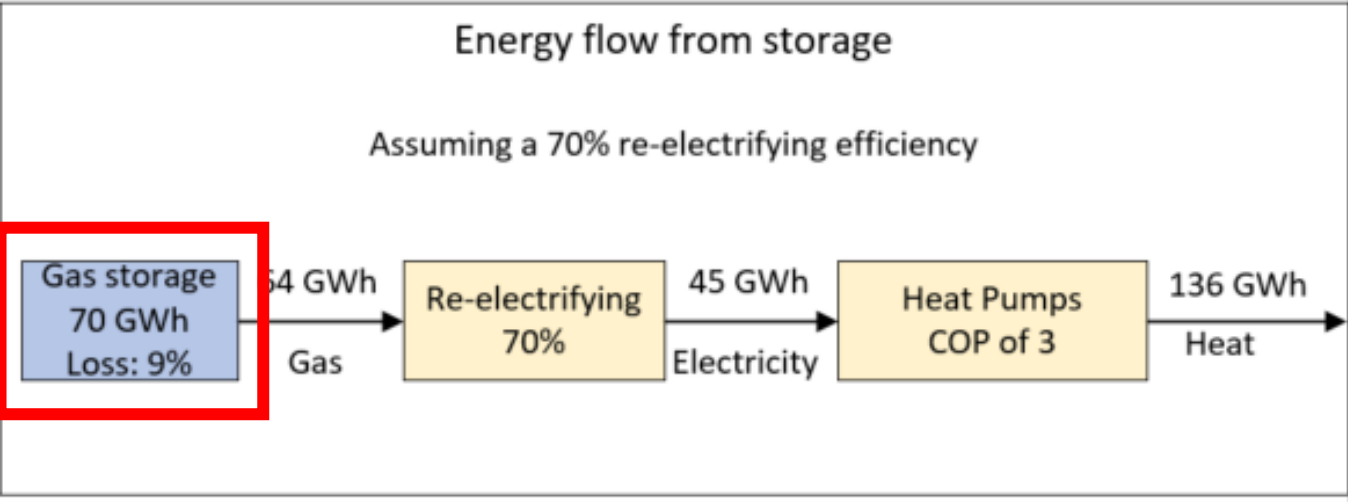 Energy flow from storage
Assuming a 70% re-electrifying efficiency
Gas storage
70 GWh
Loss: 9%
64 GWh
Gas
Re-electrifying
70%
45 GWh
Electricity
Heat Pumps
COP of 3
136 GWh
Heat